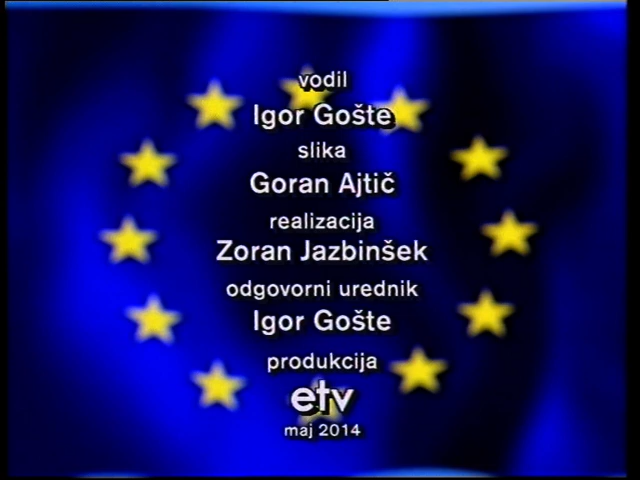 vodil
Igor Gošte
slika
Goran Ajtič
realizacija
Zoran Jazbinšek
odgovorni urednik
Igor Gošte
produkcija
etv
maj 2014